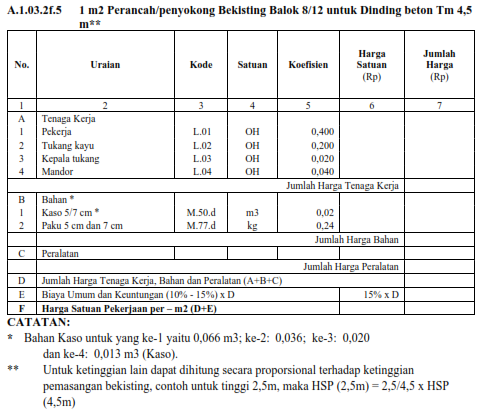 A.1.03.2f.5 1 m2 Perancah/penyokong Bekisting Balok 8/12 untuk Dinding beton Tm 4,5
m**
No. Uraian Kode Satuan Koefisien Harga Satuan (Rp) Jumlah Harga (Rp)
1 2 3 4 5 6 7
A Tenaga Kerja
1 Pekerja L.01 OH 0,400
2 Tukang kayu L.02 OH 0,200
3 Kepala tukang L.03 OH 0,020
4 Mandor L.04 OH 0,040
Jumlah Harga Tenaga Kerja
B Bahan *
1 Kaso 5/7 cm * M.50.d m3 0,02
2 Paku 5 cm dan 7 cm M.77.d kg 0,24
Jumlah Harga Bahan
C Peralatan
Jumlah Harga Peralatan
D Jumlah Harga Tenaga Kerja, Bahan dan Peralatan (A+B+C)
E Biaya Umum dan Keuntungan (10% - 15%) x D 15% x D
F Harga Satuan Pekerjaan per – m2 (D+E)
CATATAN:
* Bahan Kaso untuk yang ke-1 yaitu 0,066 m3; ke-2: 0,036; ke-3: 0,020
dan ke-4: 0,013 m3 (Kaso).
** Untuk ketinggian lain dapat dihitung secara proporsional terhadap ketinggian
pemasangan bekisting, contoh untuk tinggi 2,5m, maka HSP (2,5m) = 2,5/4,5 x HSP
(4,5m)